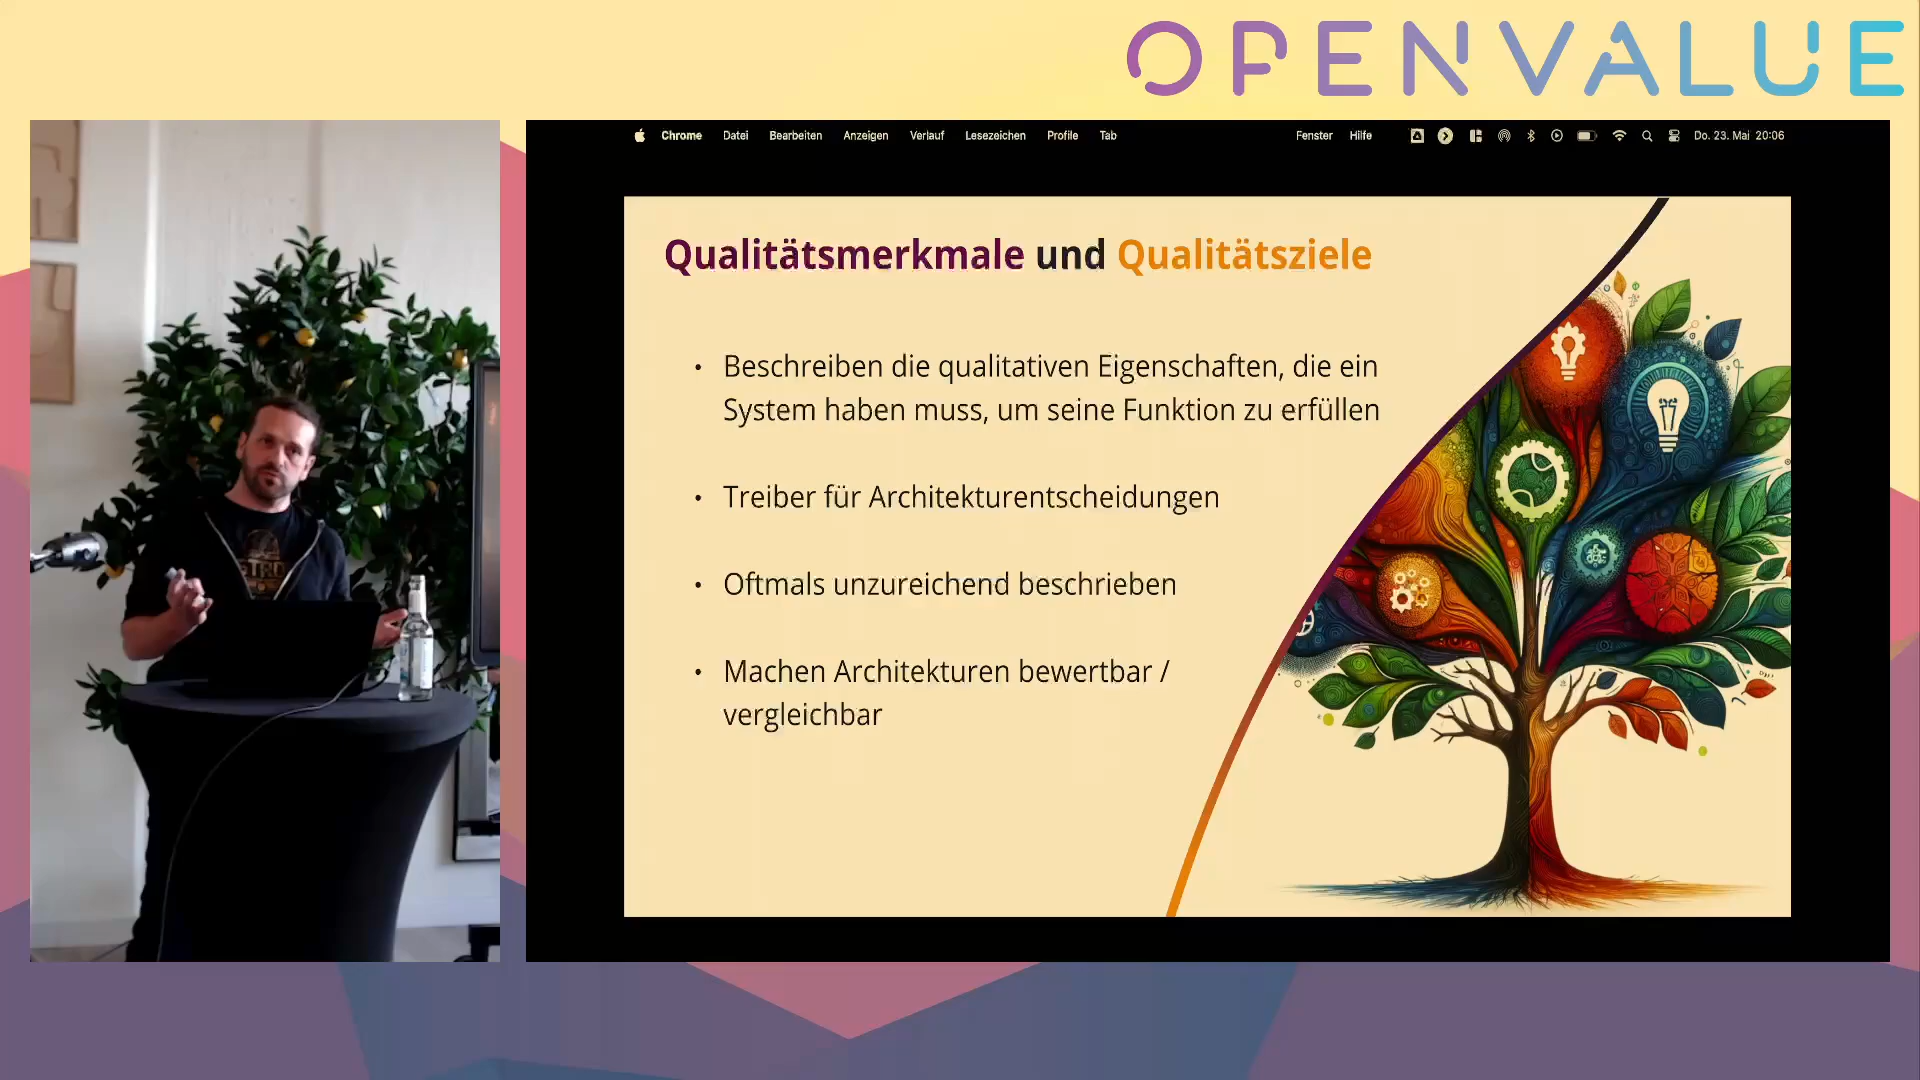 OPENVALUE
Chrome Datei Bearbeiten Anzeigen Verlauf Lesezeichen Profile Tab Fenster Hilfe Do. 23. Mai 20:06
Qualitätsmerkmale und Qualitätsziele
• Beschreiben die qualitativen Eigenschaften, die ein
System haben muss, um seine Funktion zu erfüllen
• Treiber für Architekturentscheidungen
• Oftmals unzureichend beschrieben
• Machen Architekturen bewertbar /
vergleichbar